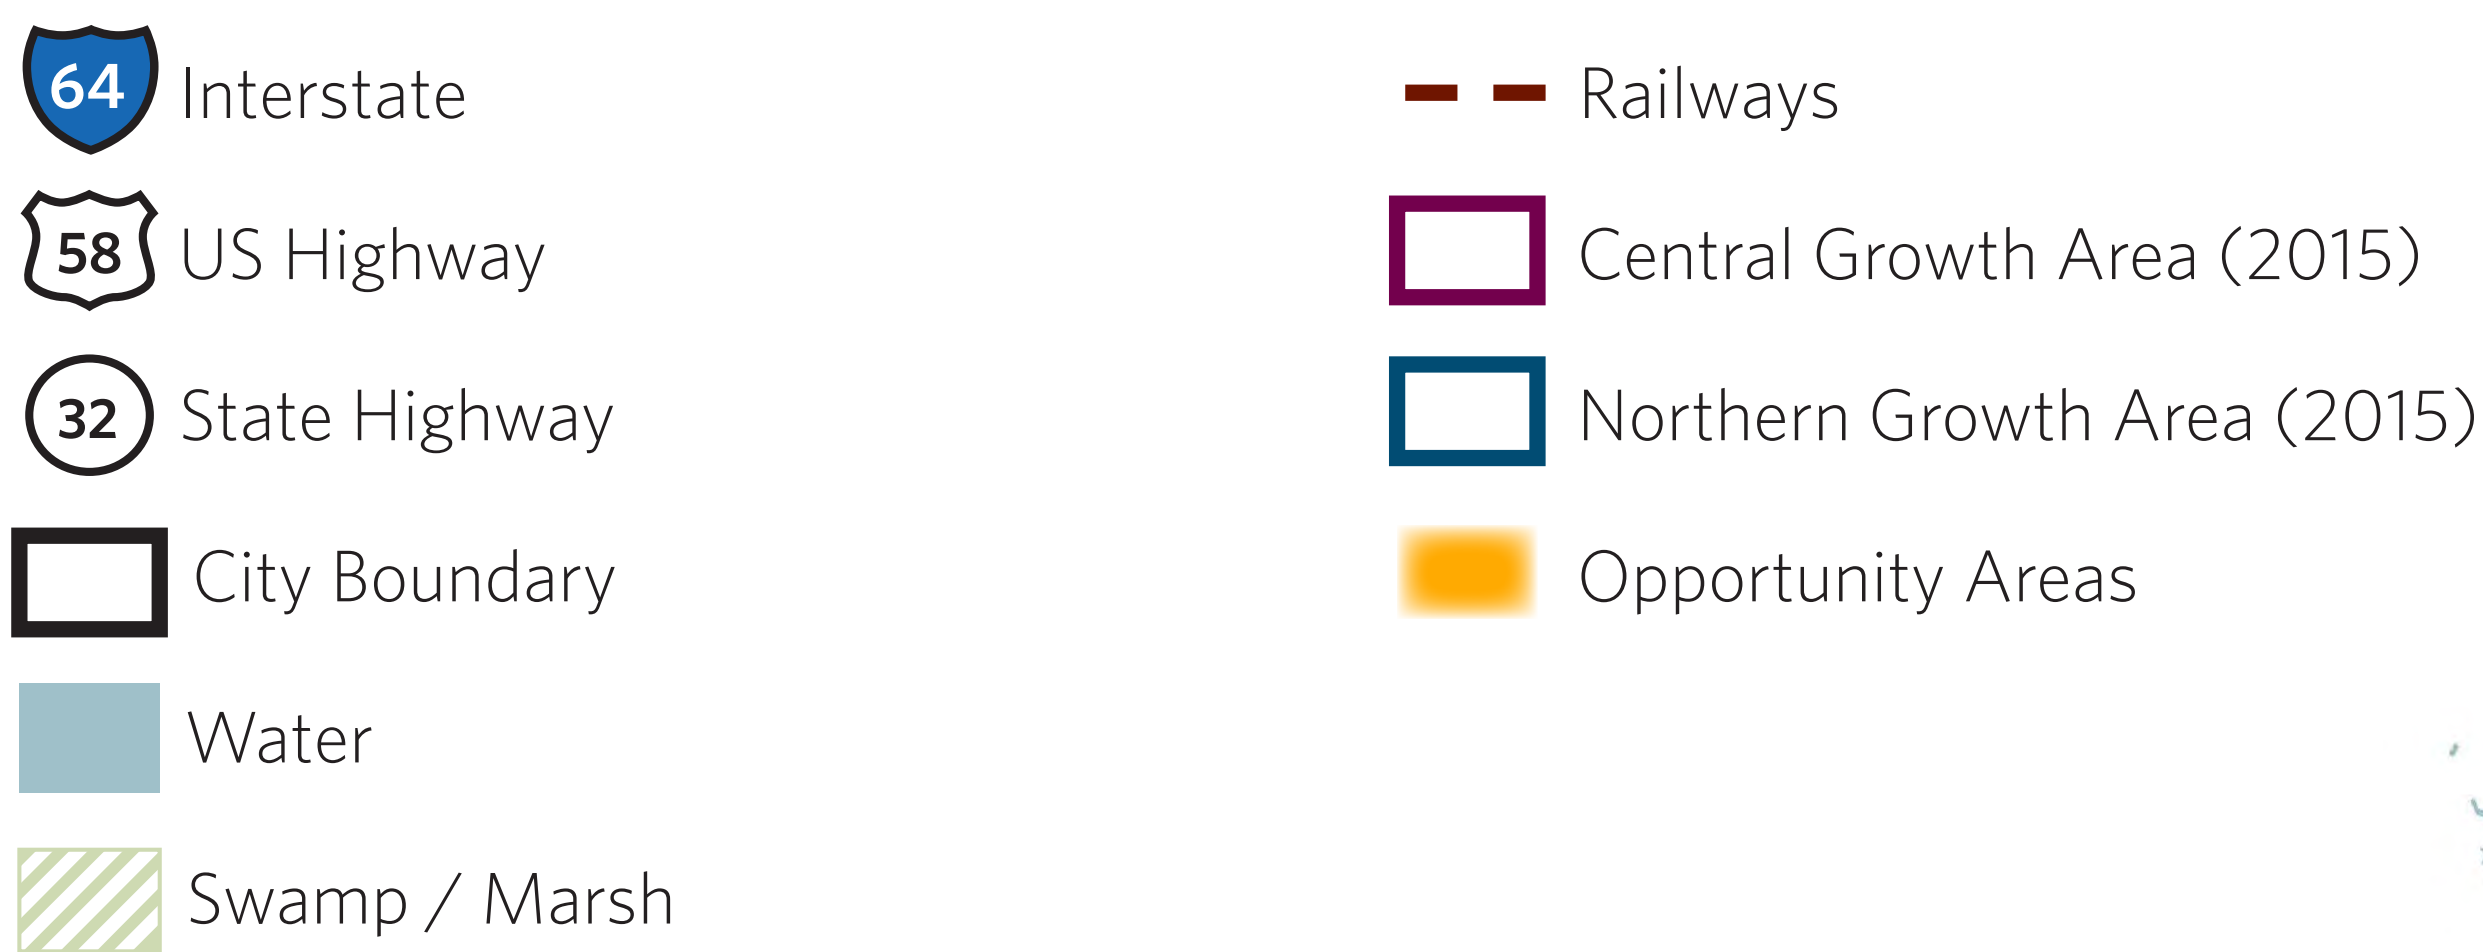 64 Interstate
58 US Highway
32 State Highway
City Boundary
Water
Swamp / Marsh
Railways
Central Growth Area (2015)
Northern Growth Area (2015)
Opportunity Areas